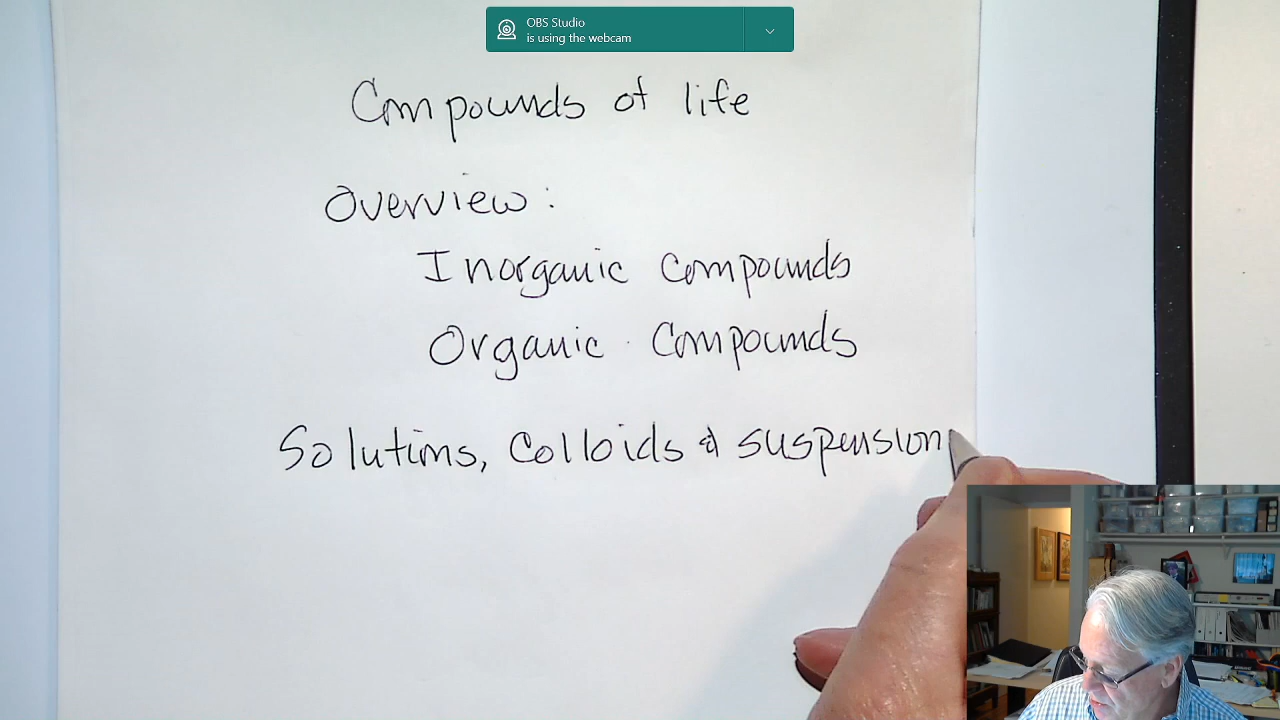 OBS Studio
is using the webcam
Compounds of life
Overview:
Inorganic Compounds
Organic Compounds
Solutions, Colloids & suspension